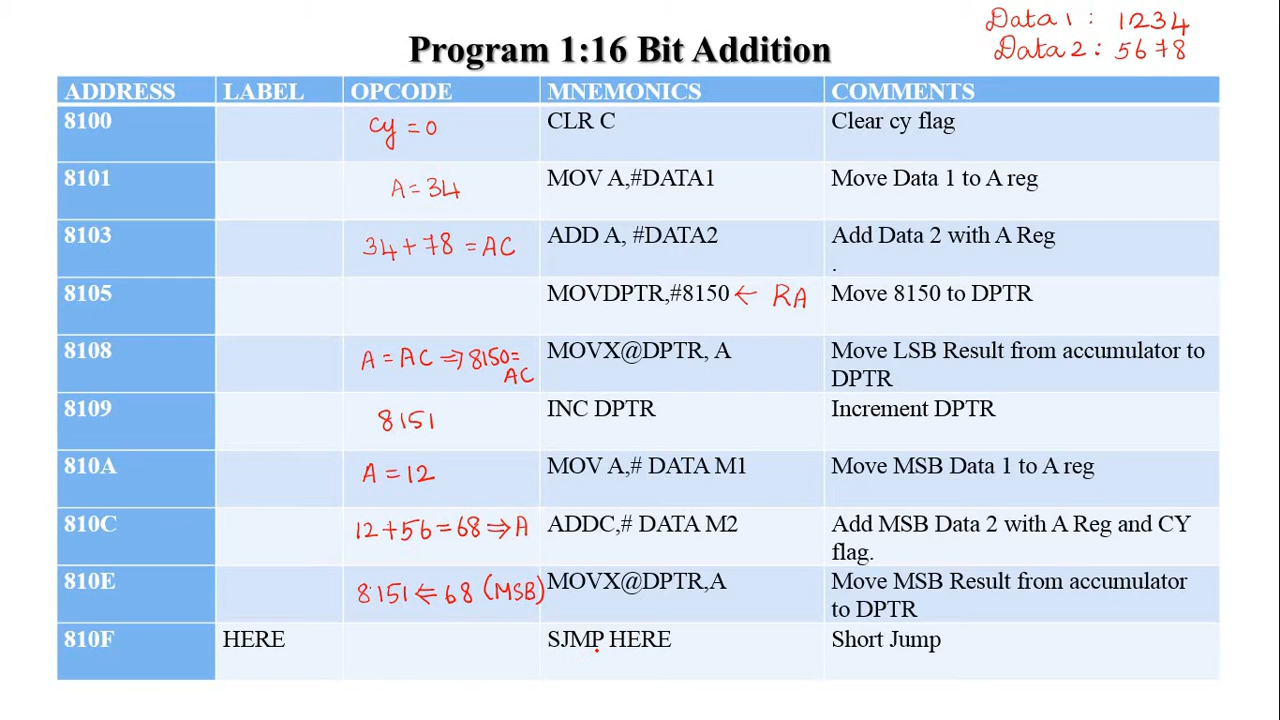 Data 1 : 1234
Data 2 : 5678
Program 1:16 Bit Addition
ADDRESS LABEL OPCODE MNEMONICS COMMENTS
8100 Cy = 0 CLR C Clear cy flag
8101 A = 34 MOV A,#DATA1 Move Data 1 to A reg
8103 34 + 78 = AC ADD A, #DATA2 Add Data 2 with A Reg
.
8105 MOVDPTR,#8150 ← RA Move 8150 to DPTR
8108 A = AC ⇒ 8150 = MOVX@DPTR, A Move LSB Result from accumulator to
AC DPTR
8109 8151 INC DPTR Increment DPTR
810A A = 12 MOV A,# DATA M1 Move MSB Data 1 to A reg
810C 12 + 56 = 68 ⇒ A ADDC,# DATA M2 Add MSB Data 2 with A Reg and CY
flag.
810E 8151 ← 68 (MSB) MOVX@DPTR,A Move MSB Result from accumulator
to DPTR
810F HERE SJMP HERE Short Jump